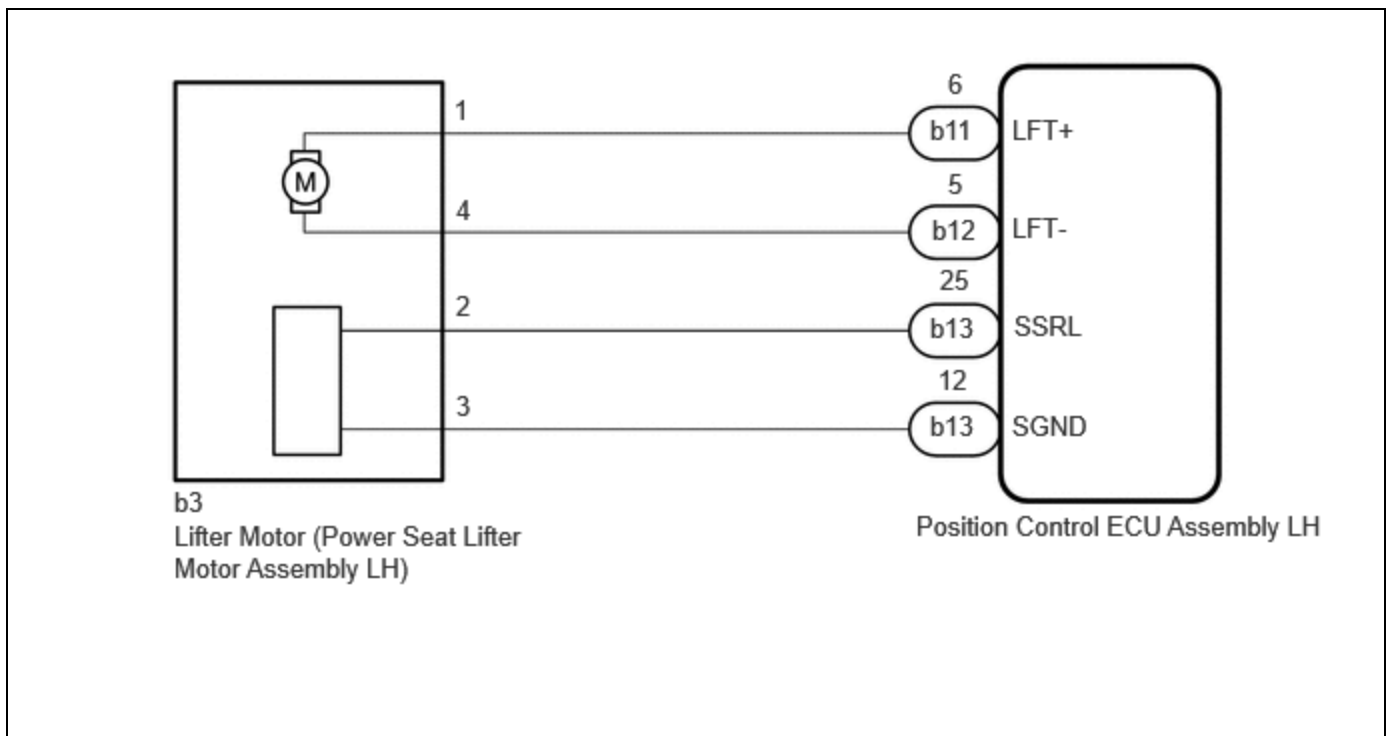 6
1
b11 LFT+
M
5
4
b12 LFT-
25
2
b13 SSRL
12
3
b13 SGND
b3
Lifter Motor (Power Seat Lifter
Motor Assembly LH)
Position Control ECU Assembly LH